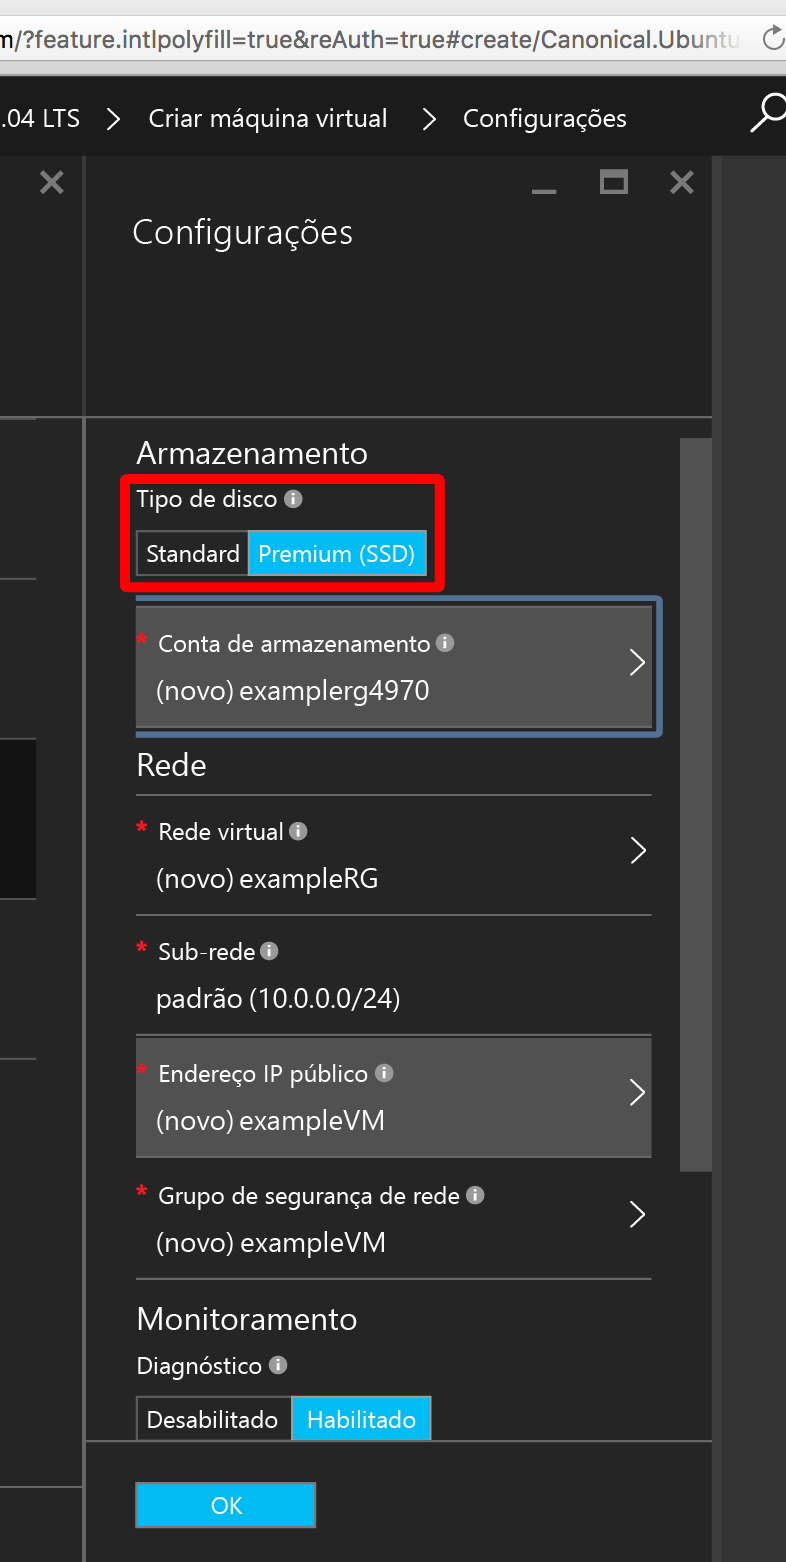 m/?feature.intlpolyfill=true&reAuth=true#create/Canonical.Ubuntu
.04 LTS > Criar máquina virtual > Configurações
Configurações
Armazenamento
Tipo de disco
Standard Premium (SSD)
* Conta de armazenamento
(novo) examplerg4970
Rede
* Rede virtual
(novo) exampleRG
* Sub-rede
padrão (10.0.0.0/24)
* Endereço IP público
(novo) exampleVM
* Grupo de segurança de rede
(novo) exampleVM
Monitoramento
Diagnóstico
Desabilitado Habilitado
OK